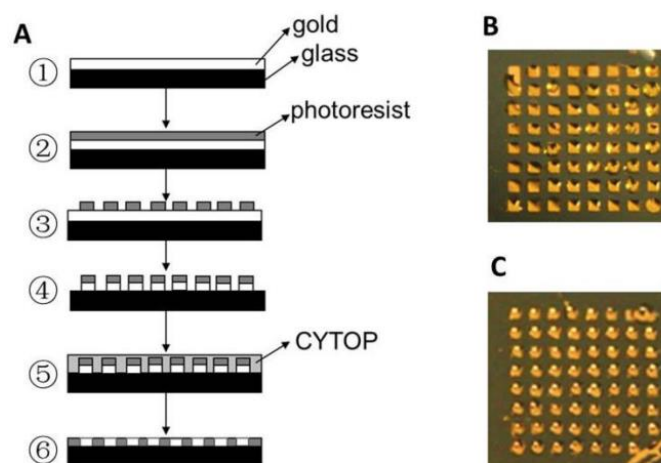 A
gold
glass
①
photoresist
②
③
④
CYTOP
⑤
⑥
B
C